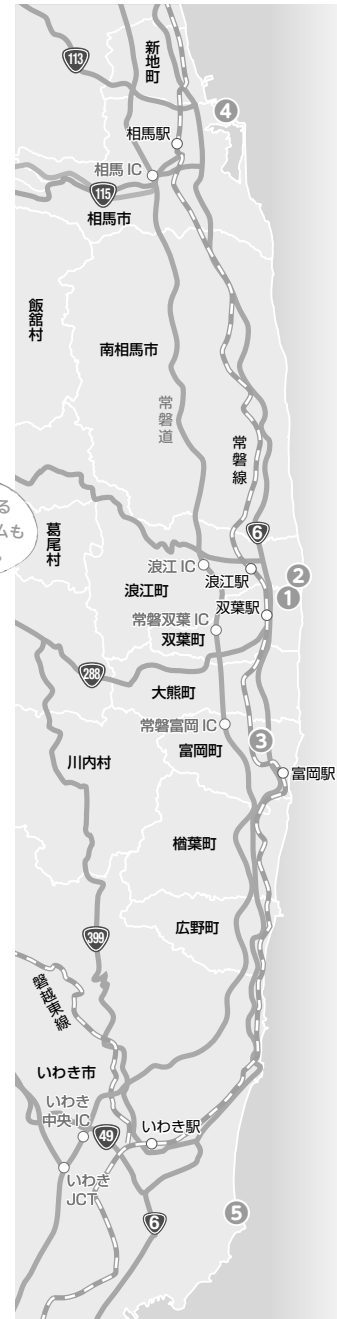 113
新地町
4
相馬駅
相馬 IC
115
相馬市
飯舘村
南相馬市
常磐道
常磐線
る
ムも
。
葛尾村
6
浪江 IC
浪江駅
2
浪江町
1
双葉駅
常磐双葉 IC
双葉町
288
大熊町
常磐富岡 IC
3
富岡町
川内村
富岡駅
楢葉町
広野町
399
磐越東線
いわき市
いわき
中央 IC
49
いわき駅
いわき
JCT
6
5